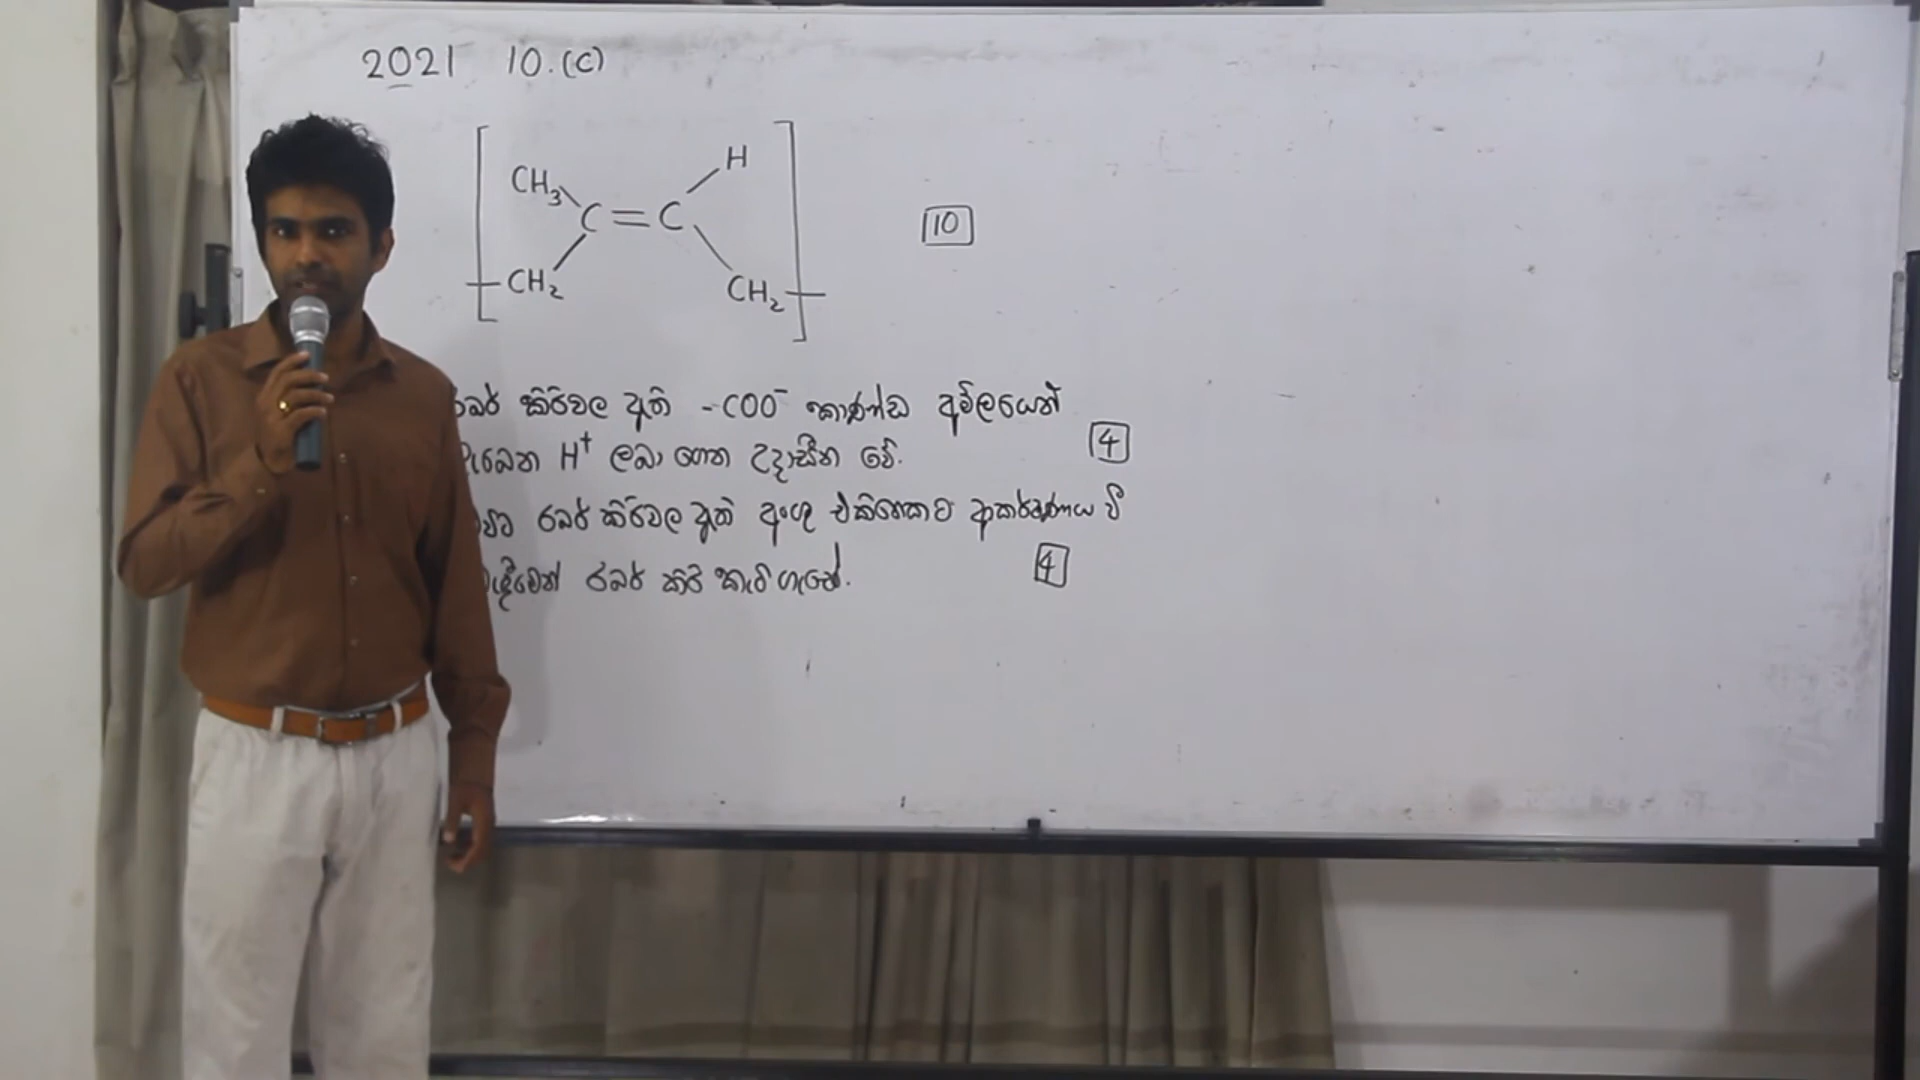 2021 10.(C)
H
CH₃
C = C
10
CH₂
CH₂
රබර් කිරිවල ඇති -COO⁻ කාණ්ඩ අම්ලයෙන්
H⁺ ලබා ගෙන උදාසීන වේ.
4
රබර් කිරිවල ඇති අංශු එකිනෙකට ආකර්ෂණය වී
රබර් කිරි කැටි ගැසේ.
4